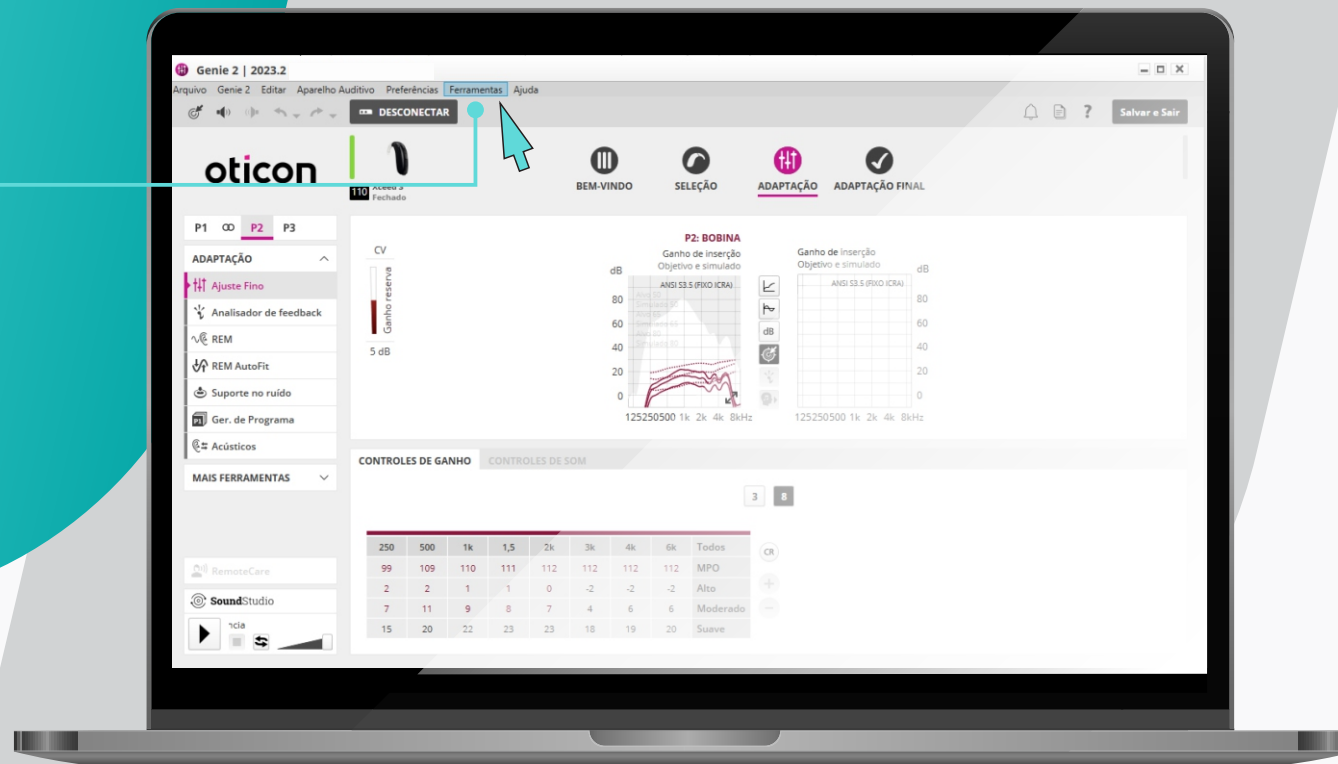 Genie 2 | 2023.2
Arquivo Genie 2 Editar Aparelho Auditivo Preferências Ferramentas Ajuda
DESCONECTAR
? Salvar e Sair
oticon
110
Fechado
BEM-VINDO SELEÇÃO ADAPTAÇÃO ADAPTAÇÃO FINAL
P1 P2 P3
ADAPTAÇÃO
Ajuste Fino
Analisador de feedback
REM
REM AutoFit
Suporte no ruído
P1 Ger. de Programa
Acústicos
MAIS FERRAMENTAS
RemoteCare
SoundStudio
CV
Ganho reserva
5 dB
P2: BOBINA
Ganho de inserção
Objetivo e simulado
dB
ANSI S3.5 (FIXO ICRA)
80
60
40
20
0
125250500 1k 2k 4k 8kHz
dB
Ganho de inserção
Objetivo e simulado
dB
ANSI S3.5 (FIXO ICRA)
80
60
40
20
0
125250500 1k 2k 4k 8kHz
CONTROLES DE GANHO CONTROLES DE SOM
3 8
250 500 1k 1,5 2k 3k 4k 6k Todos
CR
99 109 110 111 112 112 112 112 MPO
2 2 1 1 0 -2 -2 -2 Alto
7 11 9 8 7 4 6 6 Moderado
15 20 22 23 23 18 19 20 Suave